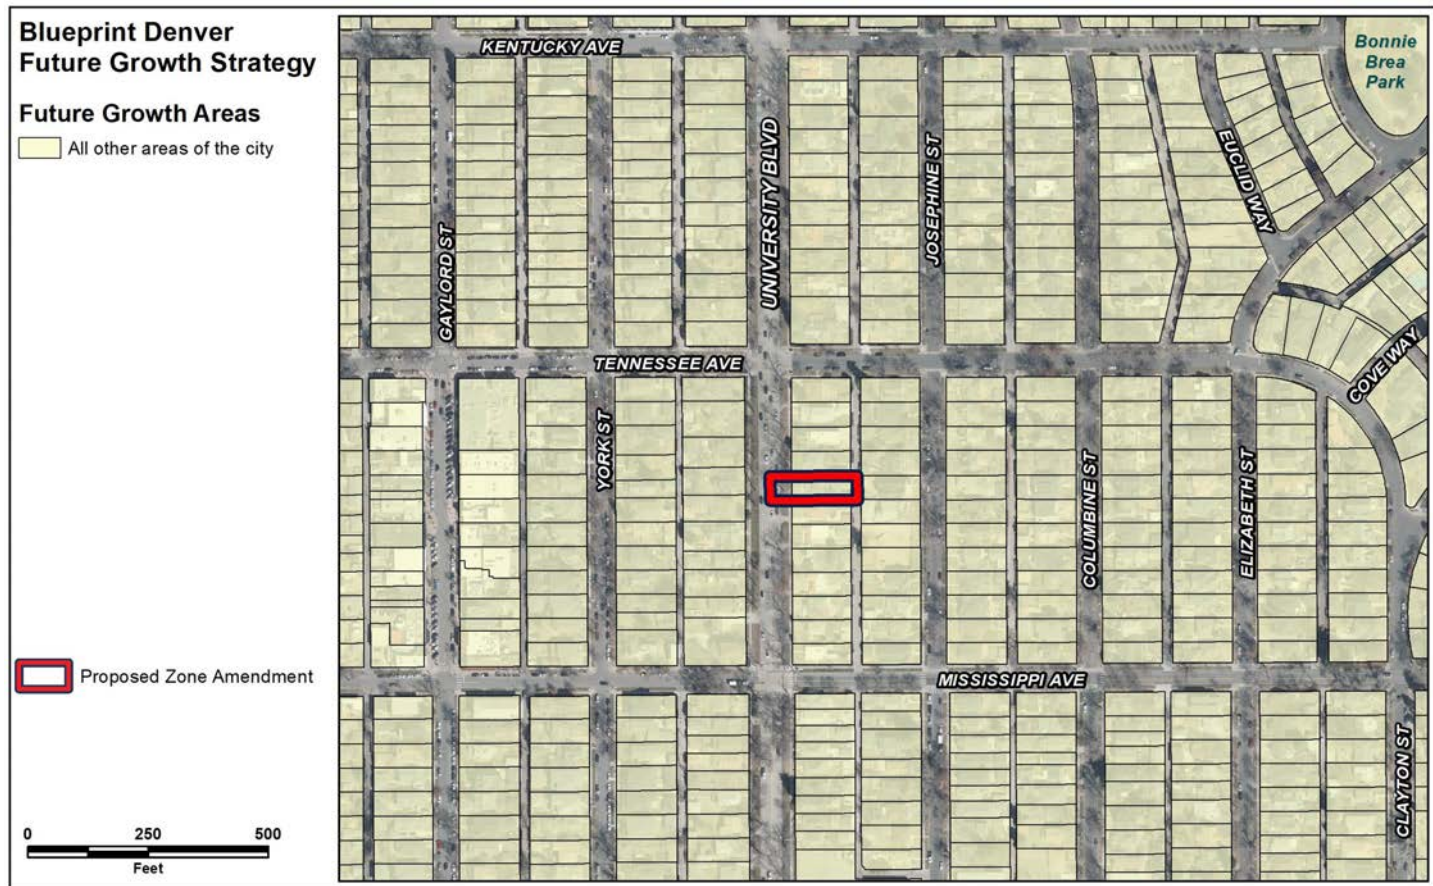 Blueprint Denver
Future Growth Strategy
Future Growth Areas
All other areas of the city
Proposed Zone Amendment
0 250 500
Feet
KENTUCKY AVE
Bonnie
Brea
Park
UNIVERSITY BLVD
JOSEPHINE ST
EUCLID WAY
GAYLORD ST
TENNESSEE AVE
COVE WAY
YORK ST
COLUMBINE ST
ELIZABETH ST
MISSISSIPPI AVE
CLAYTON ST